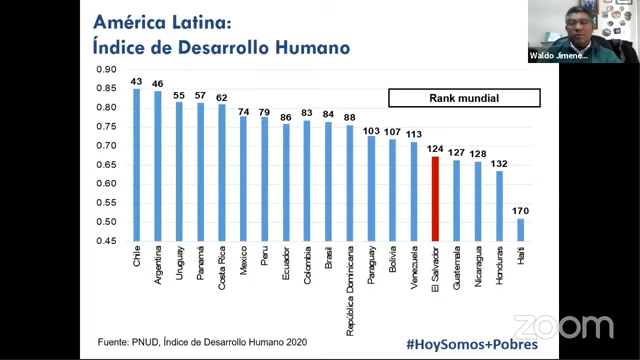 América Latina:
Índice de Desarrollo Humano
Waldo Jimene...
0.90
0.85
0.80
0.75
0.70
0.65
0.60
0.55
0.50
0.45
Rank mundial
43 46 55 57 62 74 79 86 83 84 88 103 107 113 124 127 128 132 170
Chile
Argentina
Uruguay
Panamá
Costa Rica
Mexico
Peru
Ecuador
Colombia
Brasil
República Dominicana
Paraguay
Bolivia
Venezuela
El Salvador
Guatemala
Nicaragua
Honduras
Haiti
Fuente: PNUD, Índice de Desarrollo Humano 2020
#HoySomos+Pobres
zoom